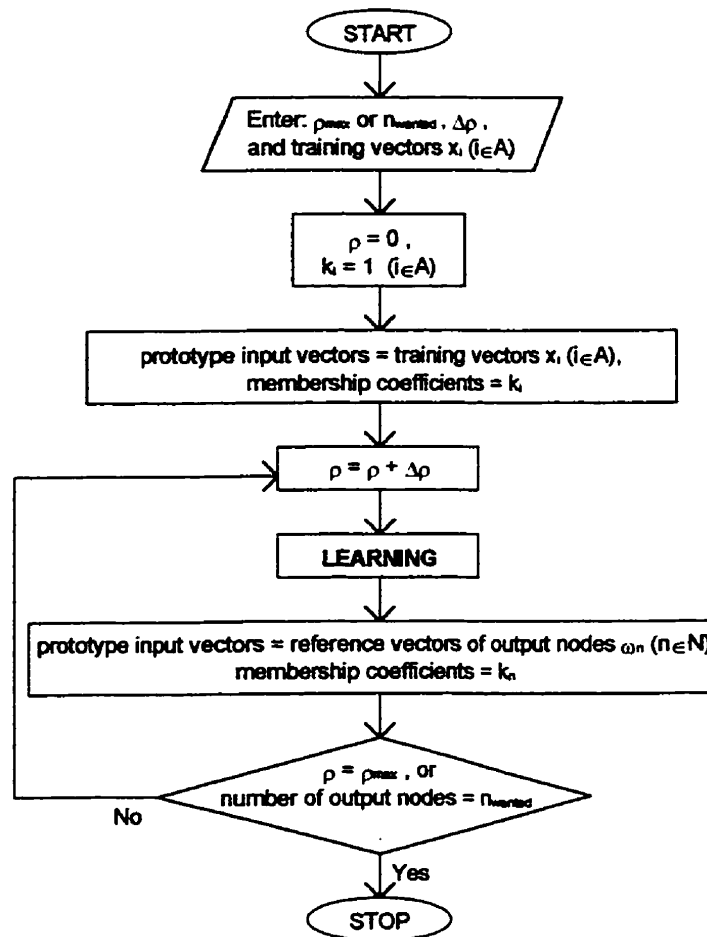 START
Enter: ρmax or nwanted , Δρ ,
and training vectors xᵢ (i∈A)
ρ = 0 ,
kᵢ = 1 (i∈A)
prototype input vectors = training vectors xᵢ (i∈A),
membership coefficients = kᵢ
ρ = ρ + Δρ
LEARNING
prototype input vectors = reference vectors of output nodes ωn (n∈N)
membership coefficients = kn
ρ = ρmax , or
number of output nodes = nwanted
No
Yes
STOP